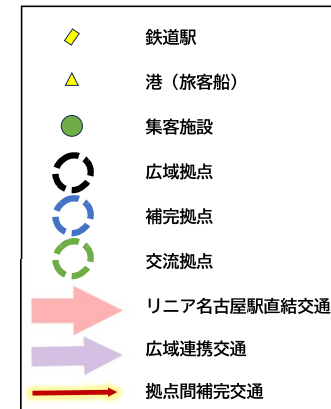 鉄道駅
港（旅客船）
集客施設
広域拠点
補完拠点
交流拠点
リニア名古屋駅直結交通
広域連携交通
拠点間補完交通